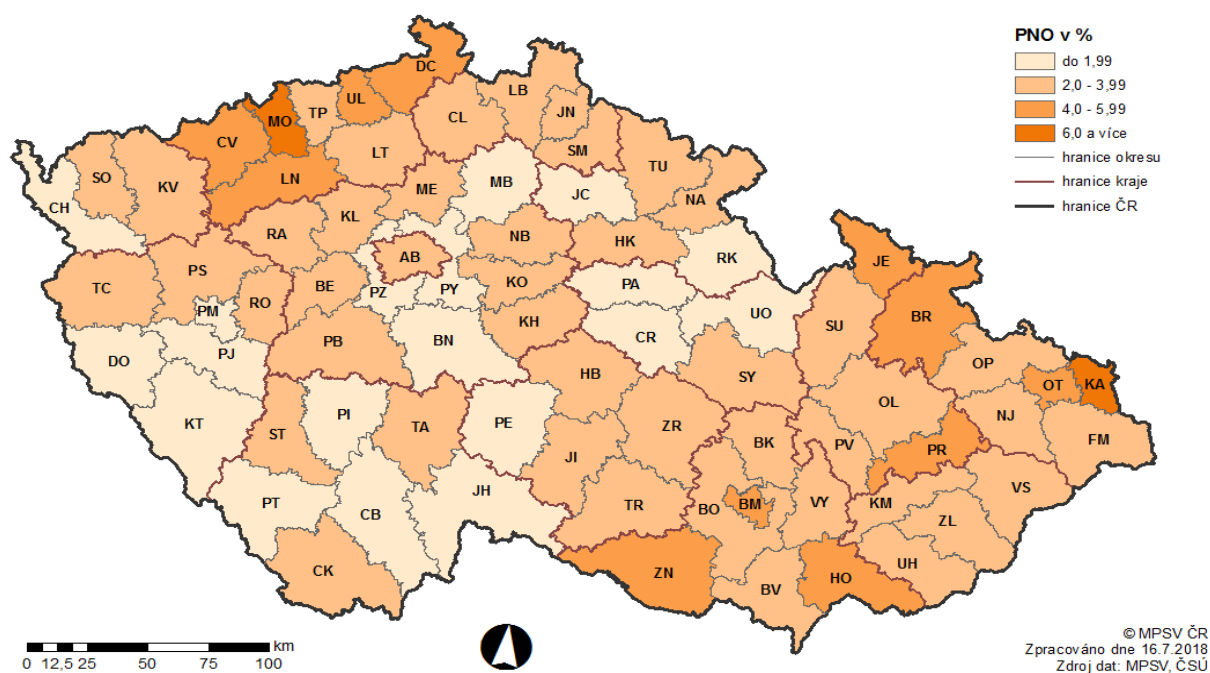 PNO v %
do 1,99
2,0 - 3,99
4,0 - 5,99
6,0 a více
hranice okresu
hranice kraje
hranice ČR
DC
LB
UL
TP
MO
JN
CL
CV
SM
LT
TU
LN
SO
KV
MB
ME
JC
NA
CH
KL
RA
NB
HK
AB
RK
JE
PS
TC
BE
PZ
PY
KO
PA
RO
PM
UO
BR
KH
SU
PB
BN
CR
DO
PJ
OP
HB
SY
OT
KA
OL
NJ
KT
PI
ST
TA
PE
ZR
BK
PV
PR
FM
JI
JH
VS
PT
CB
TR
BO
BM
VY
KM
ZL
CK
ZN
BV
HO
UH
km
0 12,5 25 50 75 100
© MPSV ČR
Zpracováno dne 16.7.2018
Zdroj dat: MPSV, ČSÚ